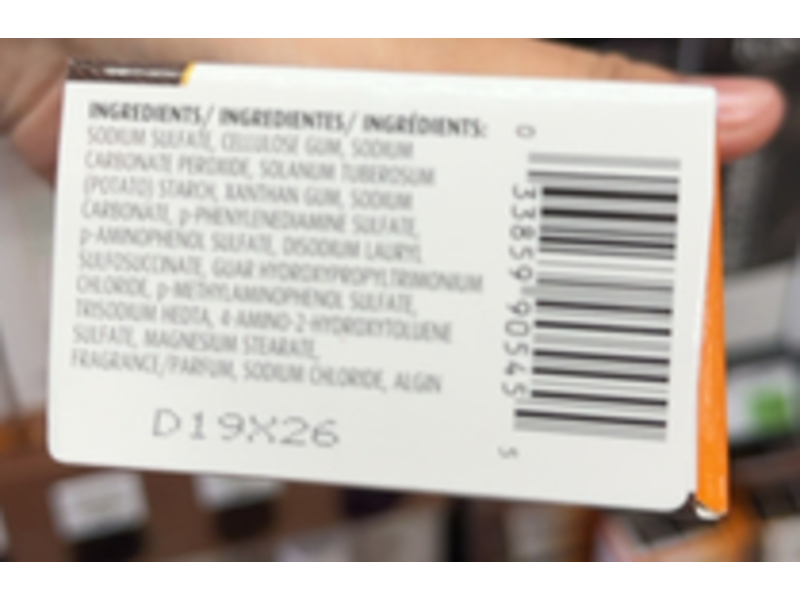 INGREDIENTS/ INGREDIENTES/ INGRÉDIENTS:
SODIUM SULFATE, CELLULOSE GUM, SODIUM
CARBONATE PEROXIDE, SOLANUM TUBEROSUM
(POTATO) STARCH, XANTHAN GUM, SODIUM
CARBONATE, p-PHENYLENEDIAMINE SULFATE,
p-AMINOPHENOL SULFATE, DISODIUM LAURYL
SULFOSUCCINATE, GUAR HYDROXYPROPYLTRIMONIUM
CHLORIDE, p-METHYLAMINOPHENOL SULFATE,
TRISODIUM HEDTA, 4-AMINO-2-HYDROXYTOLUENE
SULFATE, MAGNESIUM STEARATE,
FRAGRANCE/PARFUM, SODIUM CHLORIDE, ALGIN
D19X26
0 33859 90545 5